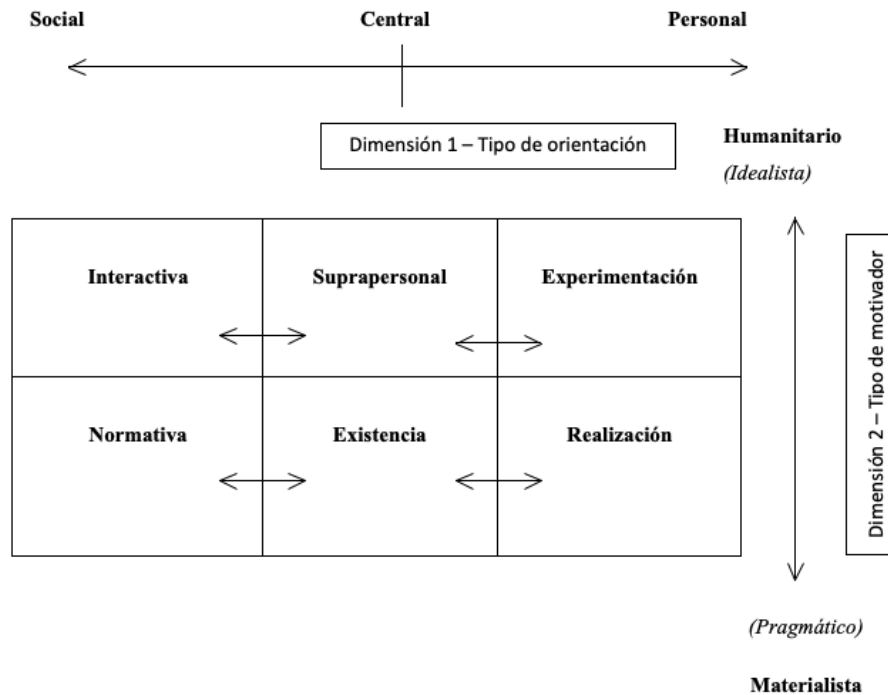 Social
Central
Personal
Dimensión 1 – Tipo de orientación
Humanitario
(Idealista)
Interactiva
Suprapersonal
Experimentación
Normativa
Existencia
Realización
Dimensión 2 – Tipo de motivador
(Pragmático)
Materialista